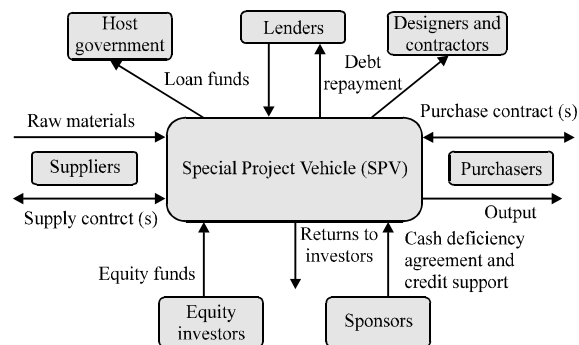 Host
government
Lenders
Designers and
contractors
Loan funds
Debt
repayment
Raw materials
Purchase contract (s)
Suppliers
Special Project Vehicle (SPV)
Purchasers
Supply contrct (s)
Output
Returns to
investors
Cash deficiency
agreement and
credit support
Equity funds
Equity
investors
Sponsors